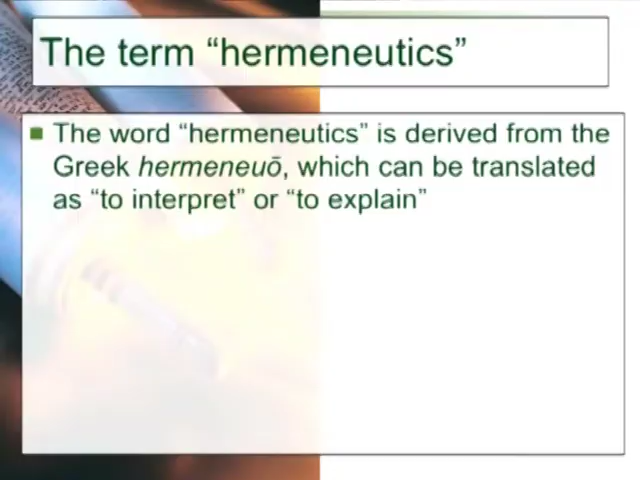 The term “hermeneutics”
The word “hermeneutics” is derived from the
Greek hermeneuō, which can be translated
as “to interpret” or “to explain”